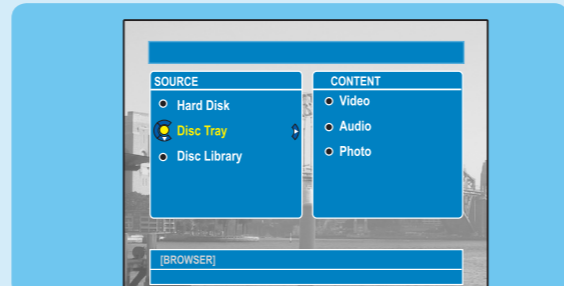 SOURCE
Hard Disk
Disc Tray
Disc Library
CONTENT
Video
Audio
Photo
[BROWSER]